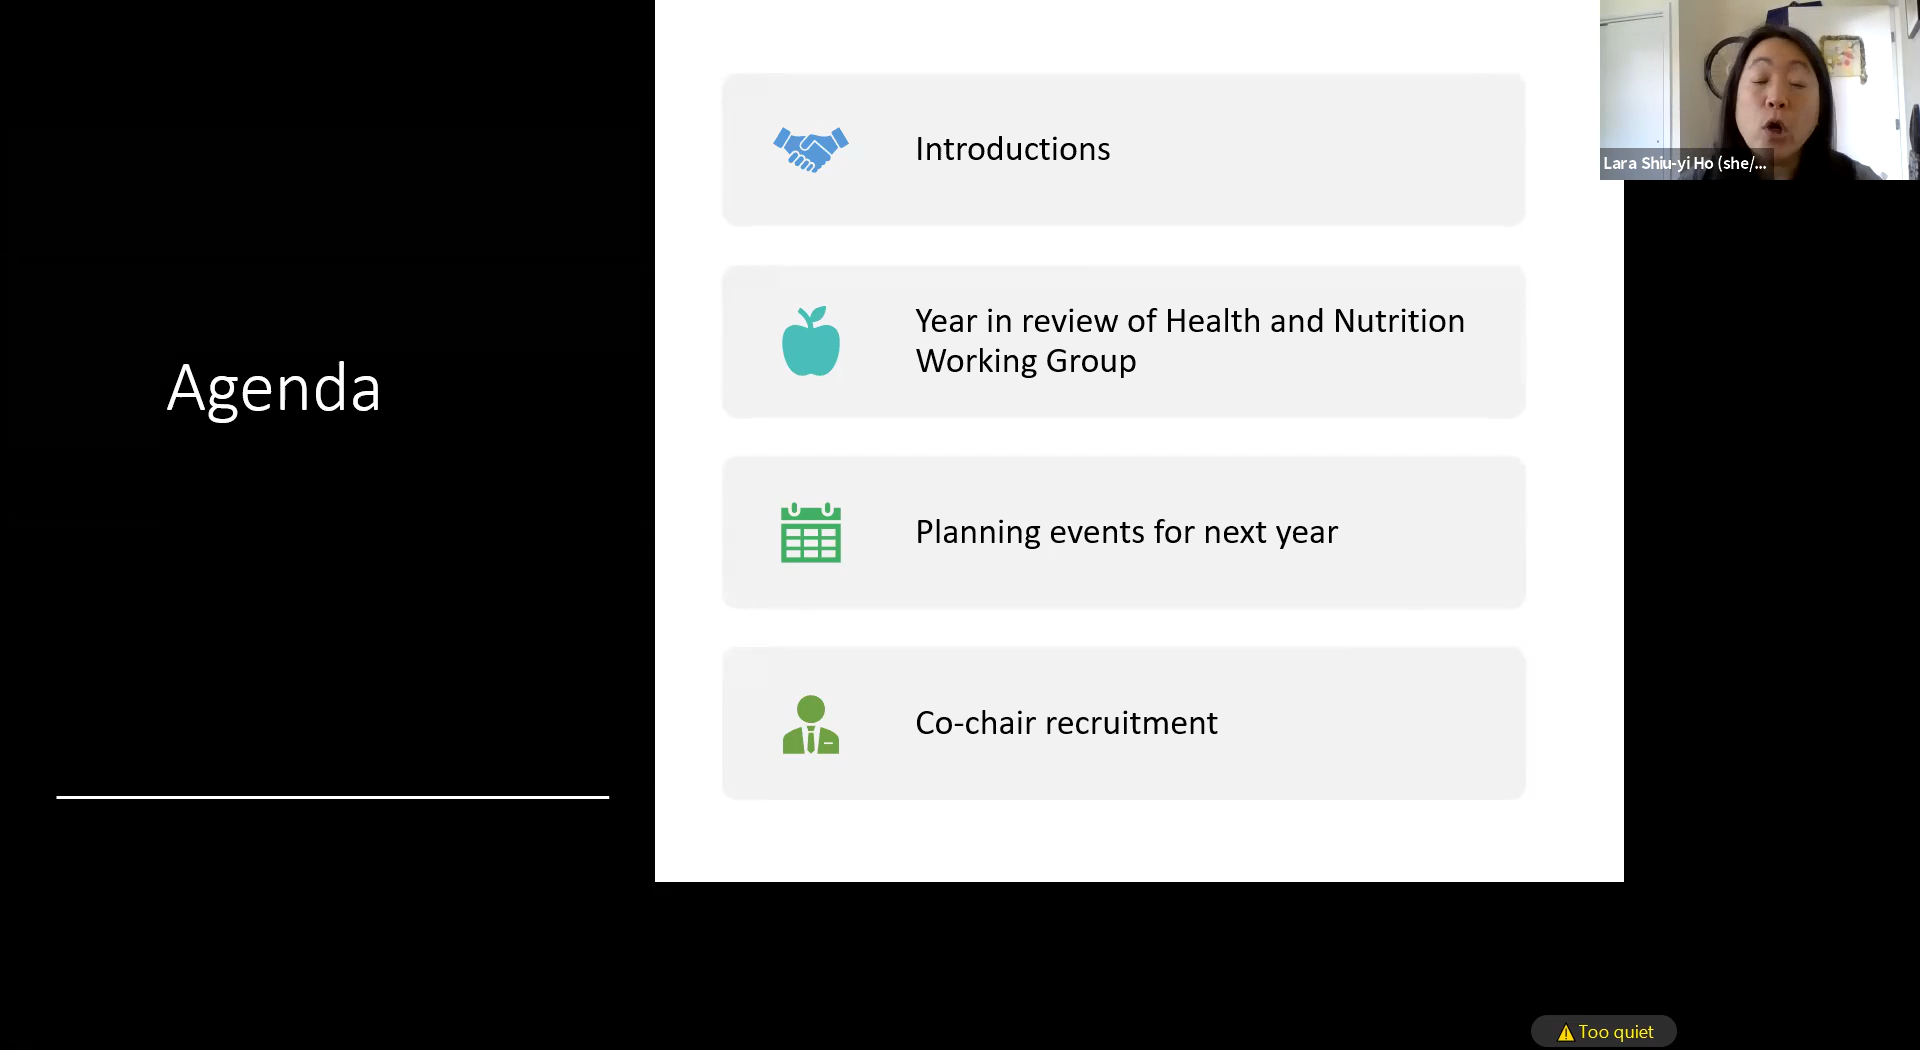 Agenda
Introductions
Year in review of Health and Nutrition
Working Group
Planning events for next year
Co-chair recruitment
Lara Shiu-yi Ho (she/...
Too quiet